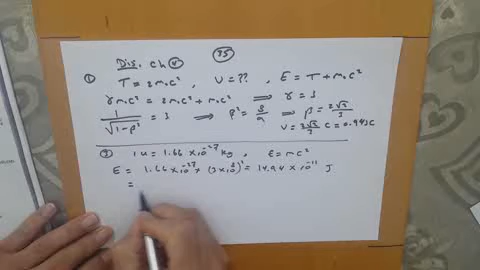 Dis. ch 4 35
① T = 2m₀c² , v = ?? , E = T + m₀c²
γm₀c² = 2m₀c² + m₀c² ⟹ γ = 3
1/√(1-β²) = 3 ⟹ β² = 8/9 ⟹ β = 2√2/3
v = 2√2/3 c = 0.943c
② 1u = 1.66 × 10⁻²⁷ kg , E = mc²
E = 1.66 × 10⁻²⁷ × (3×10⁸)² = 14.94 × 10⁻¹¹ J
=